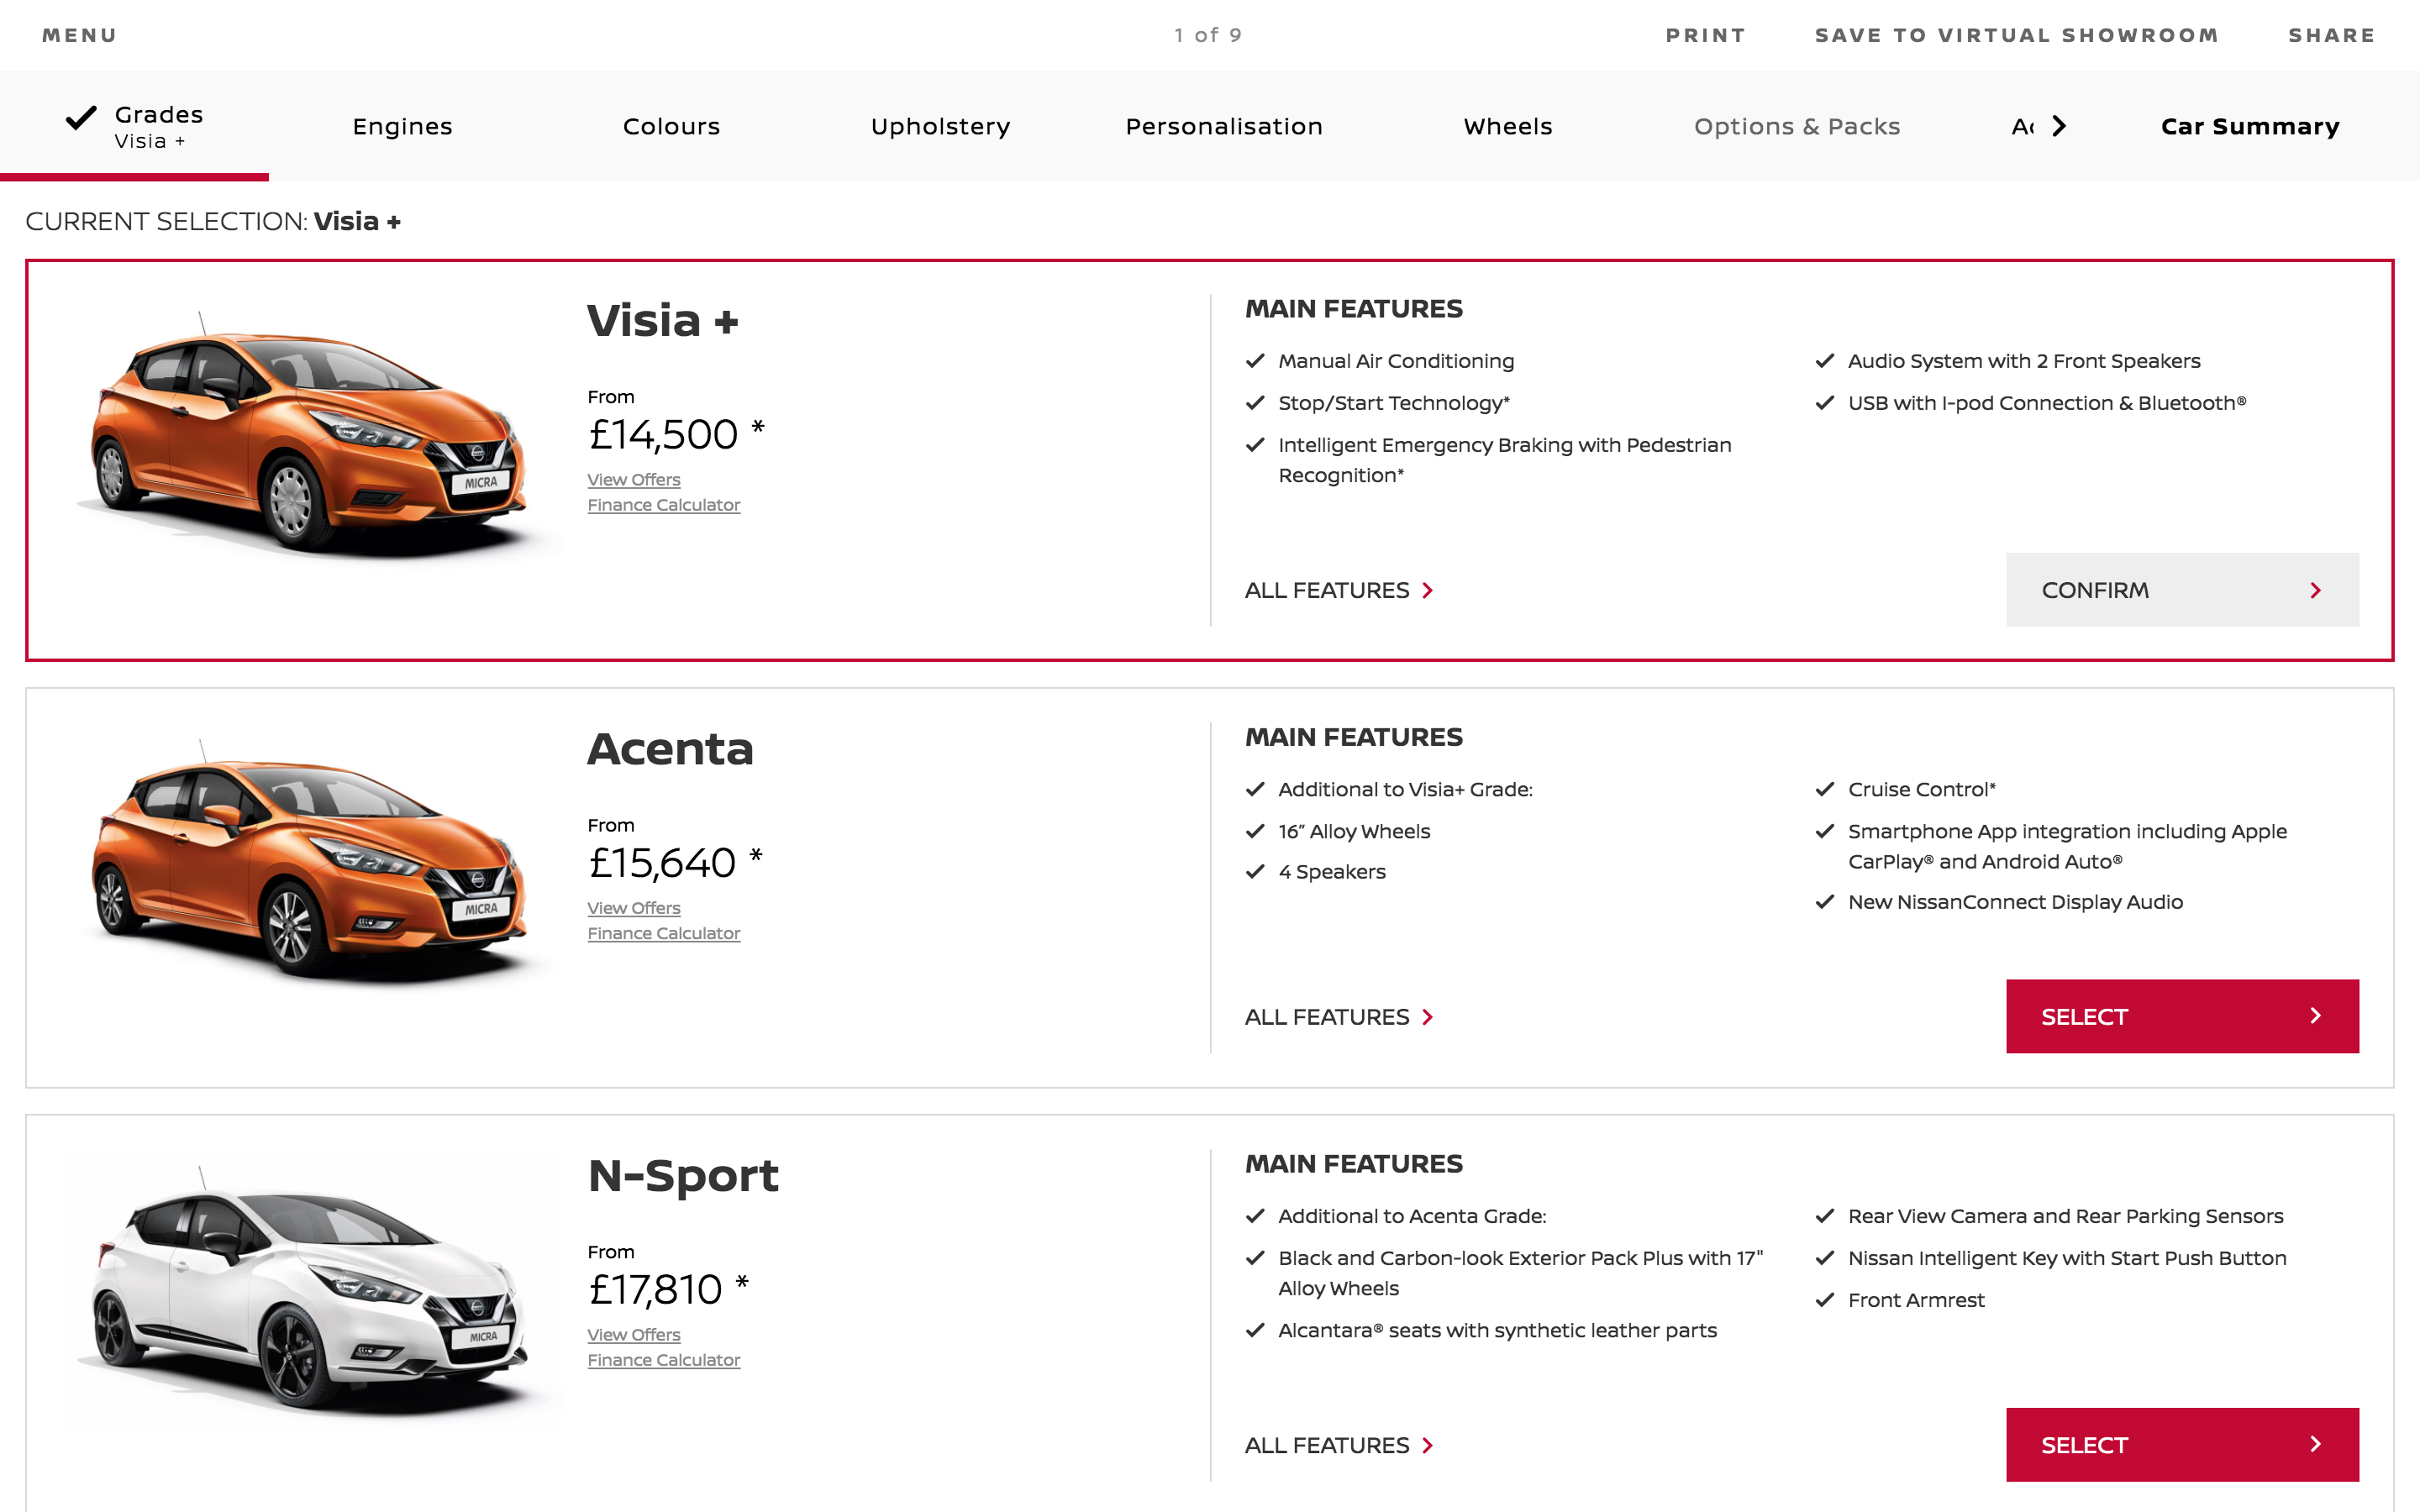 MENU
1 of 9
PRINT
SAVE TO VIRTUAL SHOWROOM
SHARE
Grades
Visia +
Engines
Colours
Upholstery
Personalisation
Wheels
Options & Packs
Car Summary
CURRENT SELECTION: Visia +
Visia +
From
£14,500 *
View Offers
Finance Calculator
MICRA
MAIN FEATURES
Manual Air Conditioning
Stop/Start Technology*
Intelligent Emergency Braking with Pedestrian
Recognition*
Audio System with 2 Front Speakers
USB with I-pod Connection & Bluetooth®
ALL FEATURES
CONFIRM
Acenta
From
£15,640 *
View Offers
Finance Calculator
MICRA
MAIN FEATURES
Additional to Visia+ Grade:
16” Alloy Wheels
4 Speakers
Cruise Control*
Smartphone App integration including Apple
CarPlay® and Android Auto®
New NissanConnect Display Audio
ALL FEATURES
SELECT
N-Sport
From
£17,810 *
View Offers
Finance Calculator
MICRA
MAIN FEATURES
Additional to Acenta Grade:
Black and Carbon-look Exterior Pack Plus with 17"
Alloy Wheels
Alcantara® seats with synthetic leather parts
Rear View Camera and Rear Parking Sensors
Nissan Intelligent Key with Start Push Button
Front Armrest
ALL FEATURES
SELECT